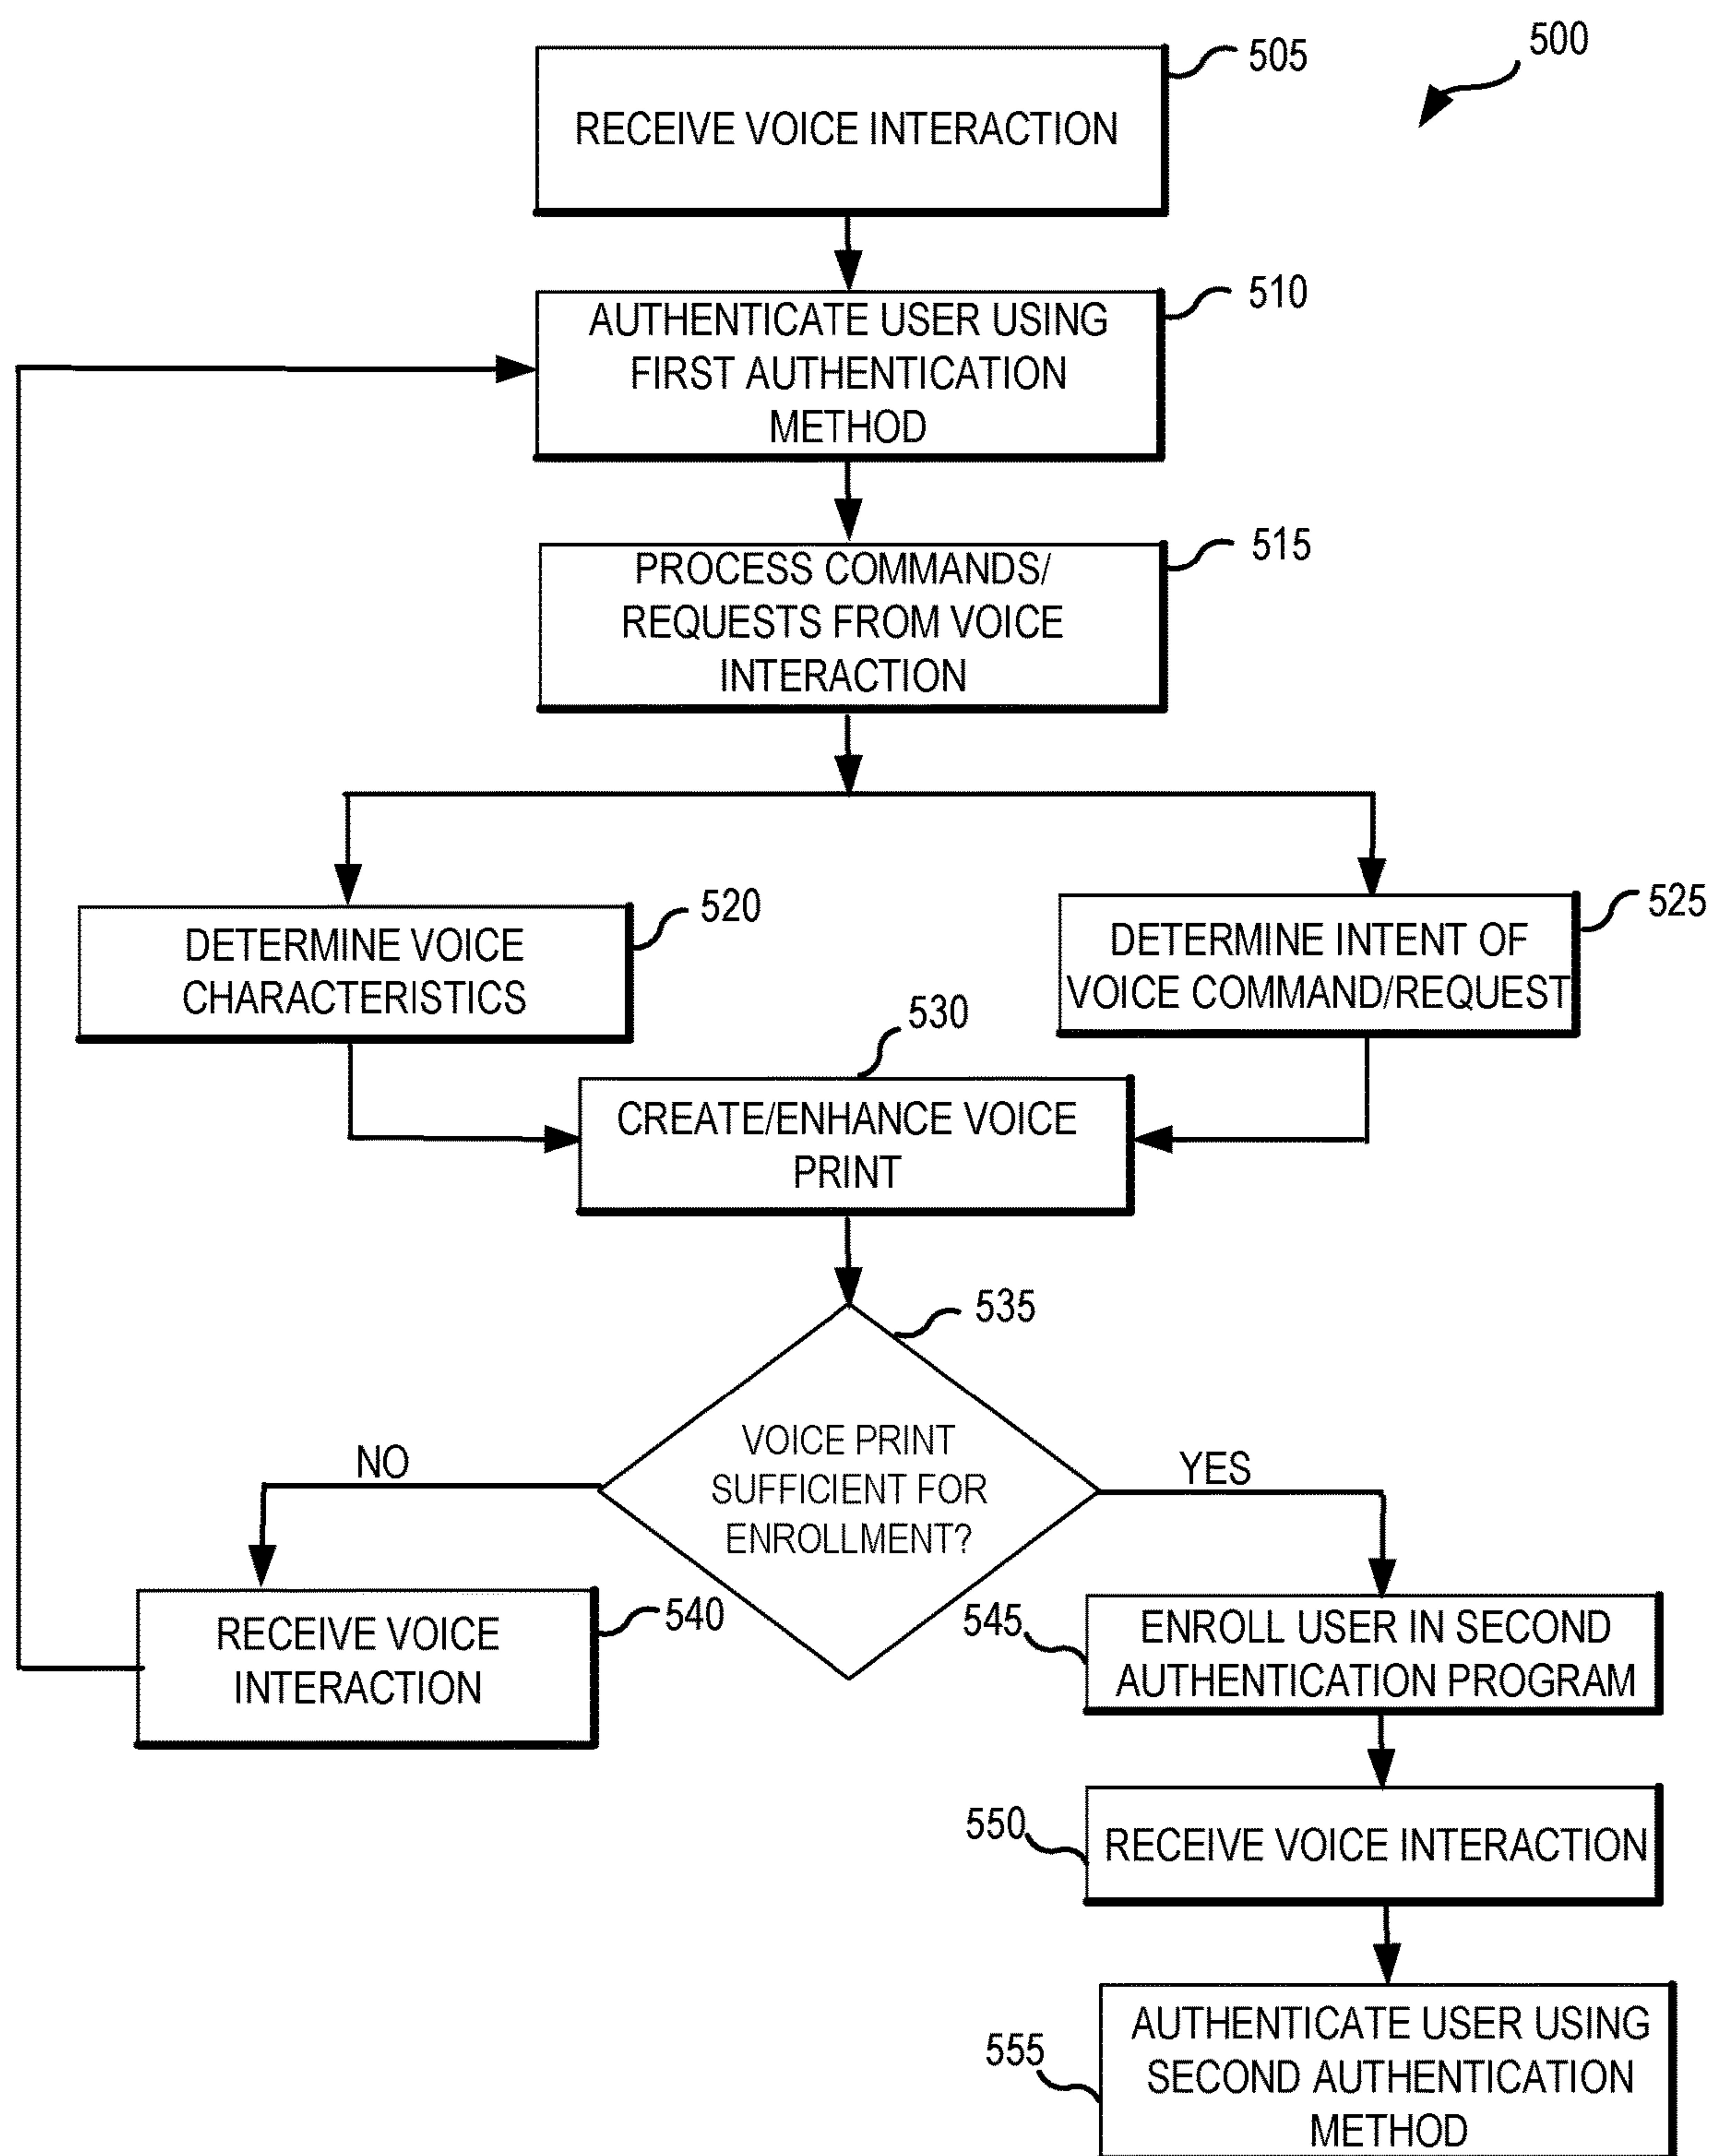 500
505
RECEIVE VOICE INTERACTION
510
AUTHENTICATE USER USING
FIRST AUTHENTICATION
METHOD
515
PROCESS COMMANDS/
REQUESTS FROM VOICE
INTERACTION
520
DETERMINE VOICE
CHARACTERISTICS
525
DETERMINE INTENT OF
VOICE COMMAND/REQUEST
530
CREATE/ENHANCE VOICE
PRINT
535
VOICE PRINT
SUFFICIENT FOR
ENROLLMENT?
NO
YES
540
RECEIVE VOICE
INTERACTION
545
ENROLL USER IN SECOND
AUTHENTICATION PROGRAM
550
RECEIVE VOICE INTERACTION
555
AUTHENTICATE USER USING
SECOND AUTHENTICATION
METHOD